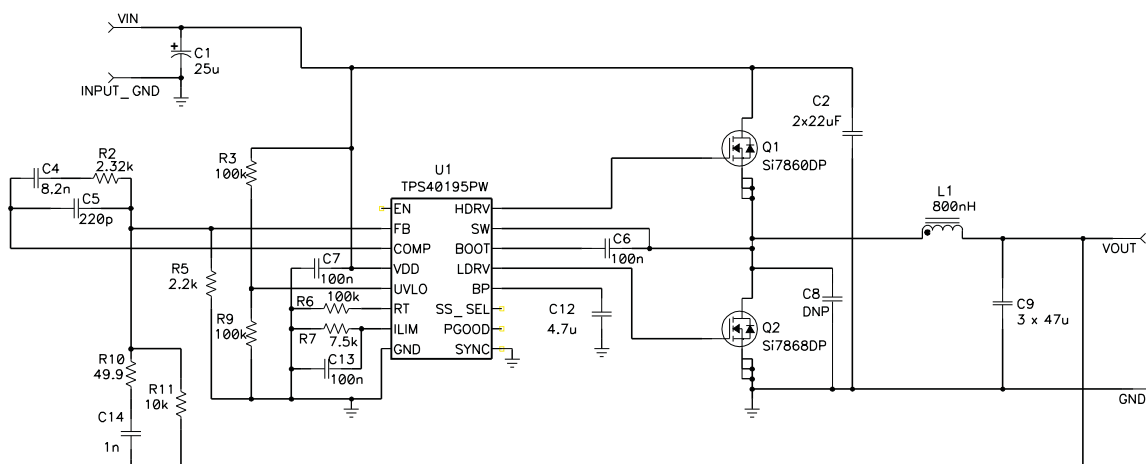 VIN
C1
25u
INPUT_GND
C2
2x22uF
Q1
Si7860DP
U1
TPS40195PW
R3
100k
R2
2.32k
C4
8.2n
C5
220p
L1
800nH
EN
FB
COMP
VDD
UVLO
RT
ILIM
GND
HDRV
SW
BOOT
LDRV
BP
SS_SEL
PGOOD
SYNC
C6
100n
VOUT
C7
100n
R5
2.2k
R6
100k
R7
7.5k
R9
100k
C13
100n
C12
4.7u
C8
DNP
C9
3 x 47u
Q2
Si7868DP
R10
49.9
R11
10k
C14
1n
GND